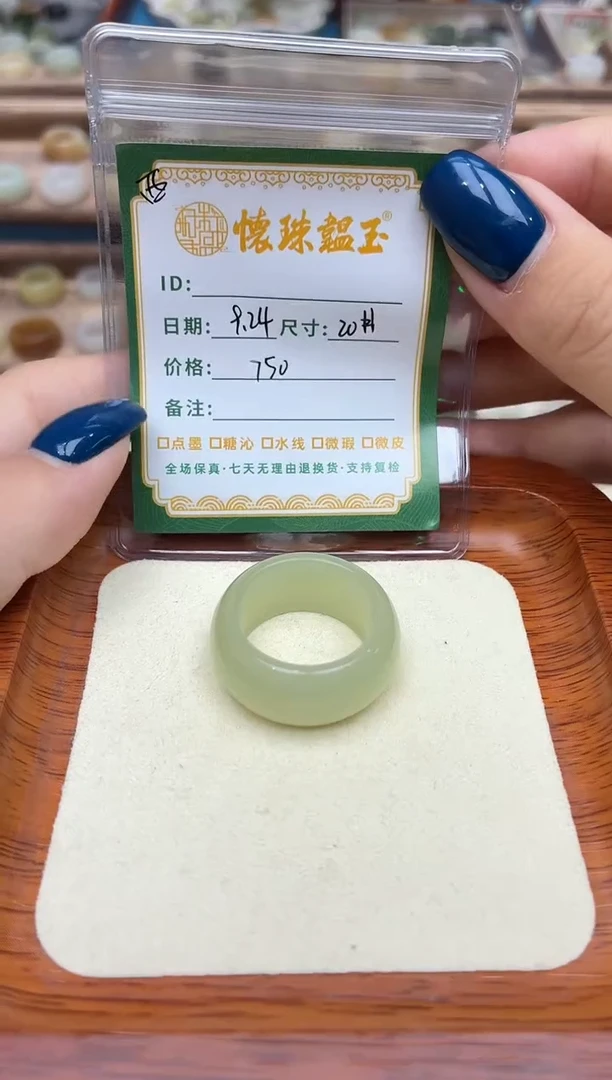 西
懷珠韞玉®
ID:
日期: 9.24 尺寸: 20#
价格: 750
备注:
□点墨 □糖沁 □水线 □微瑕 □微皮
全场保真·七天无理由退换货·支持复检